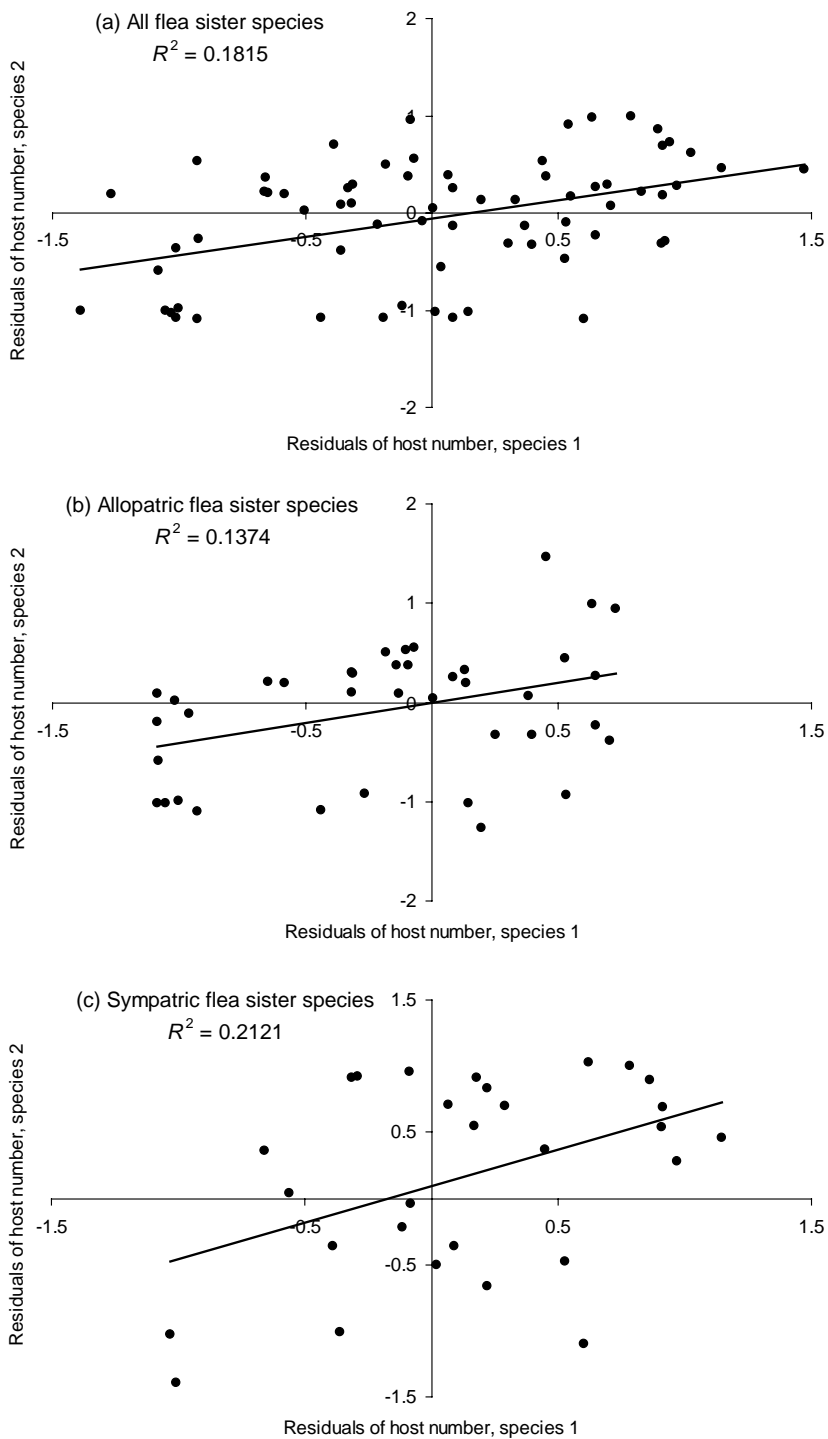 (a) All flea sister species
R² = 0.1815
Residuals of host number, species 2
2
1
0
-1
-2
-1.5
-0.5
0.5
1.5
Residuals of host number, species 1
(b) Allopatric flea sister species
R² = 0.1374
Residuals of host number, species 2
2
1
0
-1
-2
-1.5
-0.5
0.5
1.5
Residuals of host number, species 1
(c) Sympatric flea sister species
R² = 0.2121
Residuals of host number, species 2
1.5
0.5
-0.5
-1.5
-1.5
-0.5
0.5
1.5
Residuals of host number, species 1